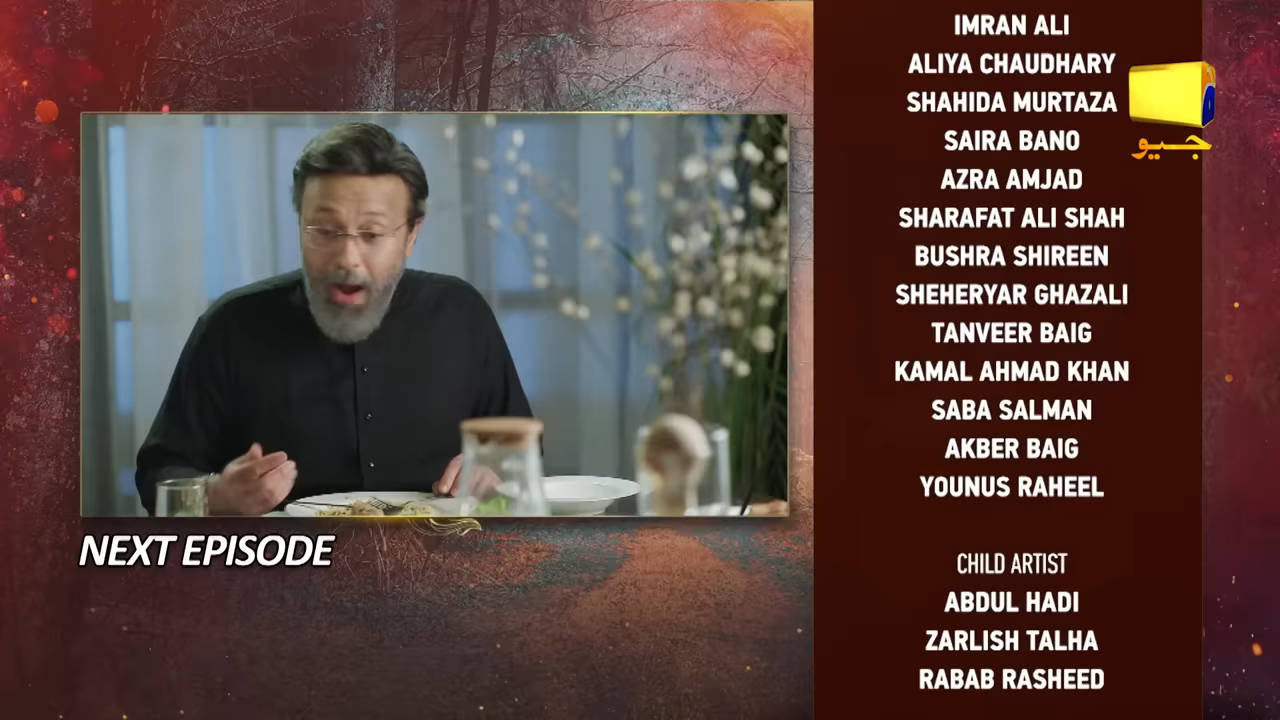 IMRAN ALI
ALIYA CHAUDHARY
SHAHIDA MURTAZA
SAIRA BANO
AZRA AMJAD
SHARAFAT ALI SHAH
BUSHRA SHIREEN
SHEHERYAR GHAZALI
TANVEER BAIG
KAMAL AHMAD KHAN
SABA SALMAN
AKBER BAIG
YOUNUS RAHEEL
CHILD ARTIST
ABDUL HADI
ZARLISH TALHA
RABAB RASHEED
جیو
NEXT EPISODE